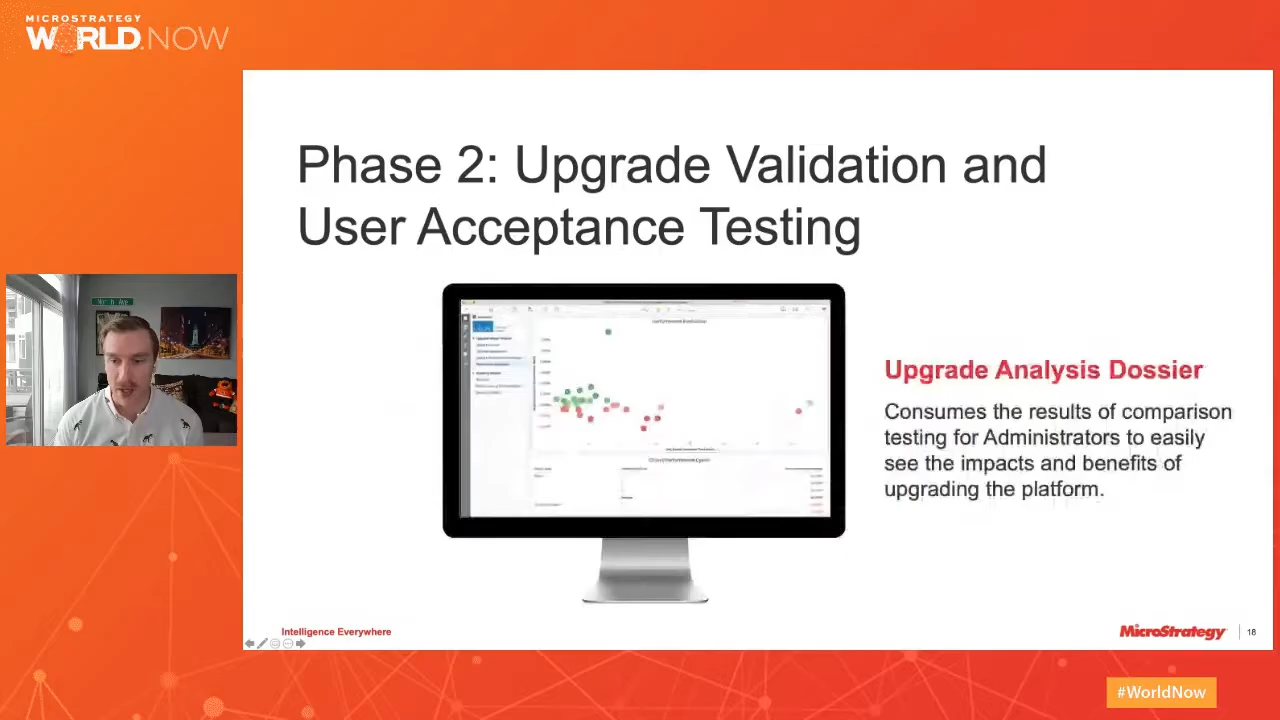 MICROSTRATEGY
WORLD.NOW
Phase 2: Upgrade Validation and
User Acceptance Testing
North Ave
Upgrade Analysis Dossier
Consumes the results of comparison
testing for Administrators to easily
see the impacts and benefits of
upgrading the platform.
Intelligence Everywhere
MicroStrategy
18
#WorldNow